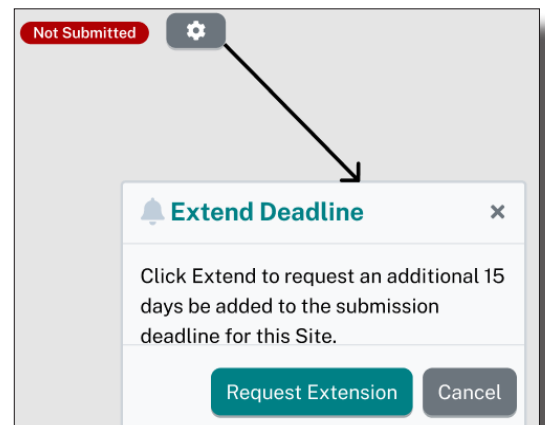 Not Submitted
Extend Deadline ×
Click Extend to request an additional 15
days be added to the submission
deadline for this Site.
Request Extension Cancel